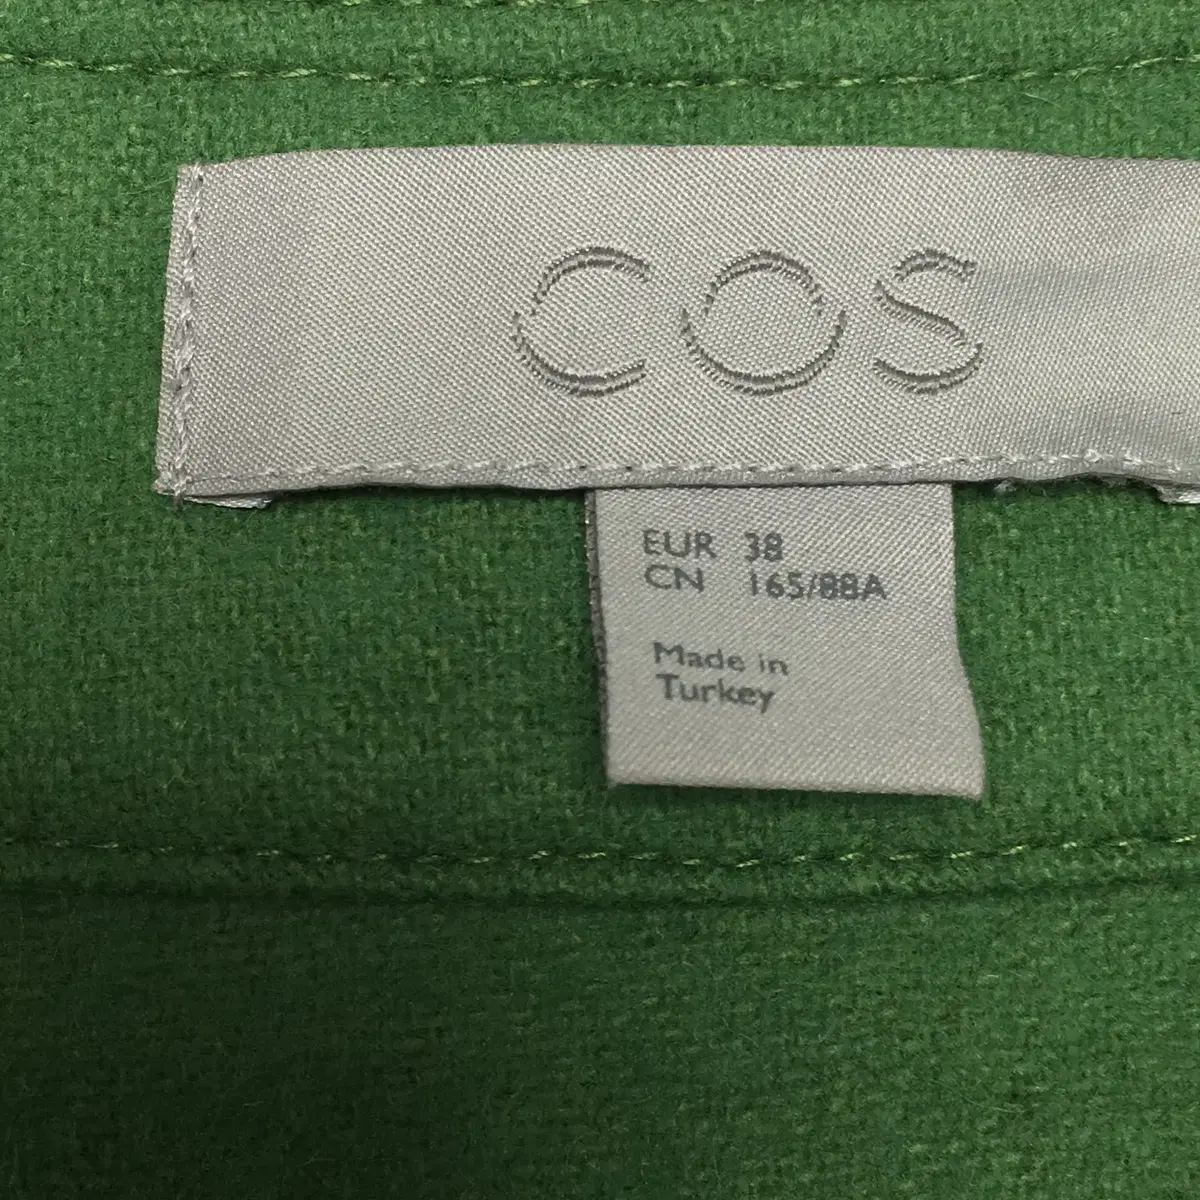 COS
EUR 38
CN 165/88A
Made in
Turkey